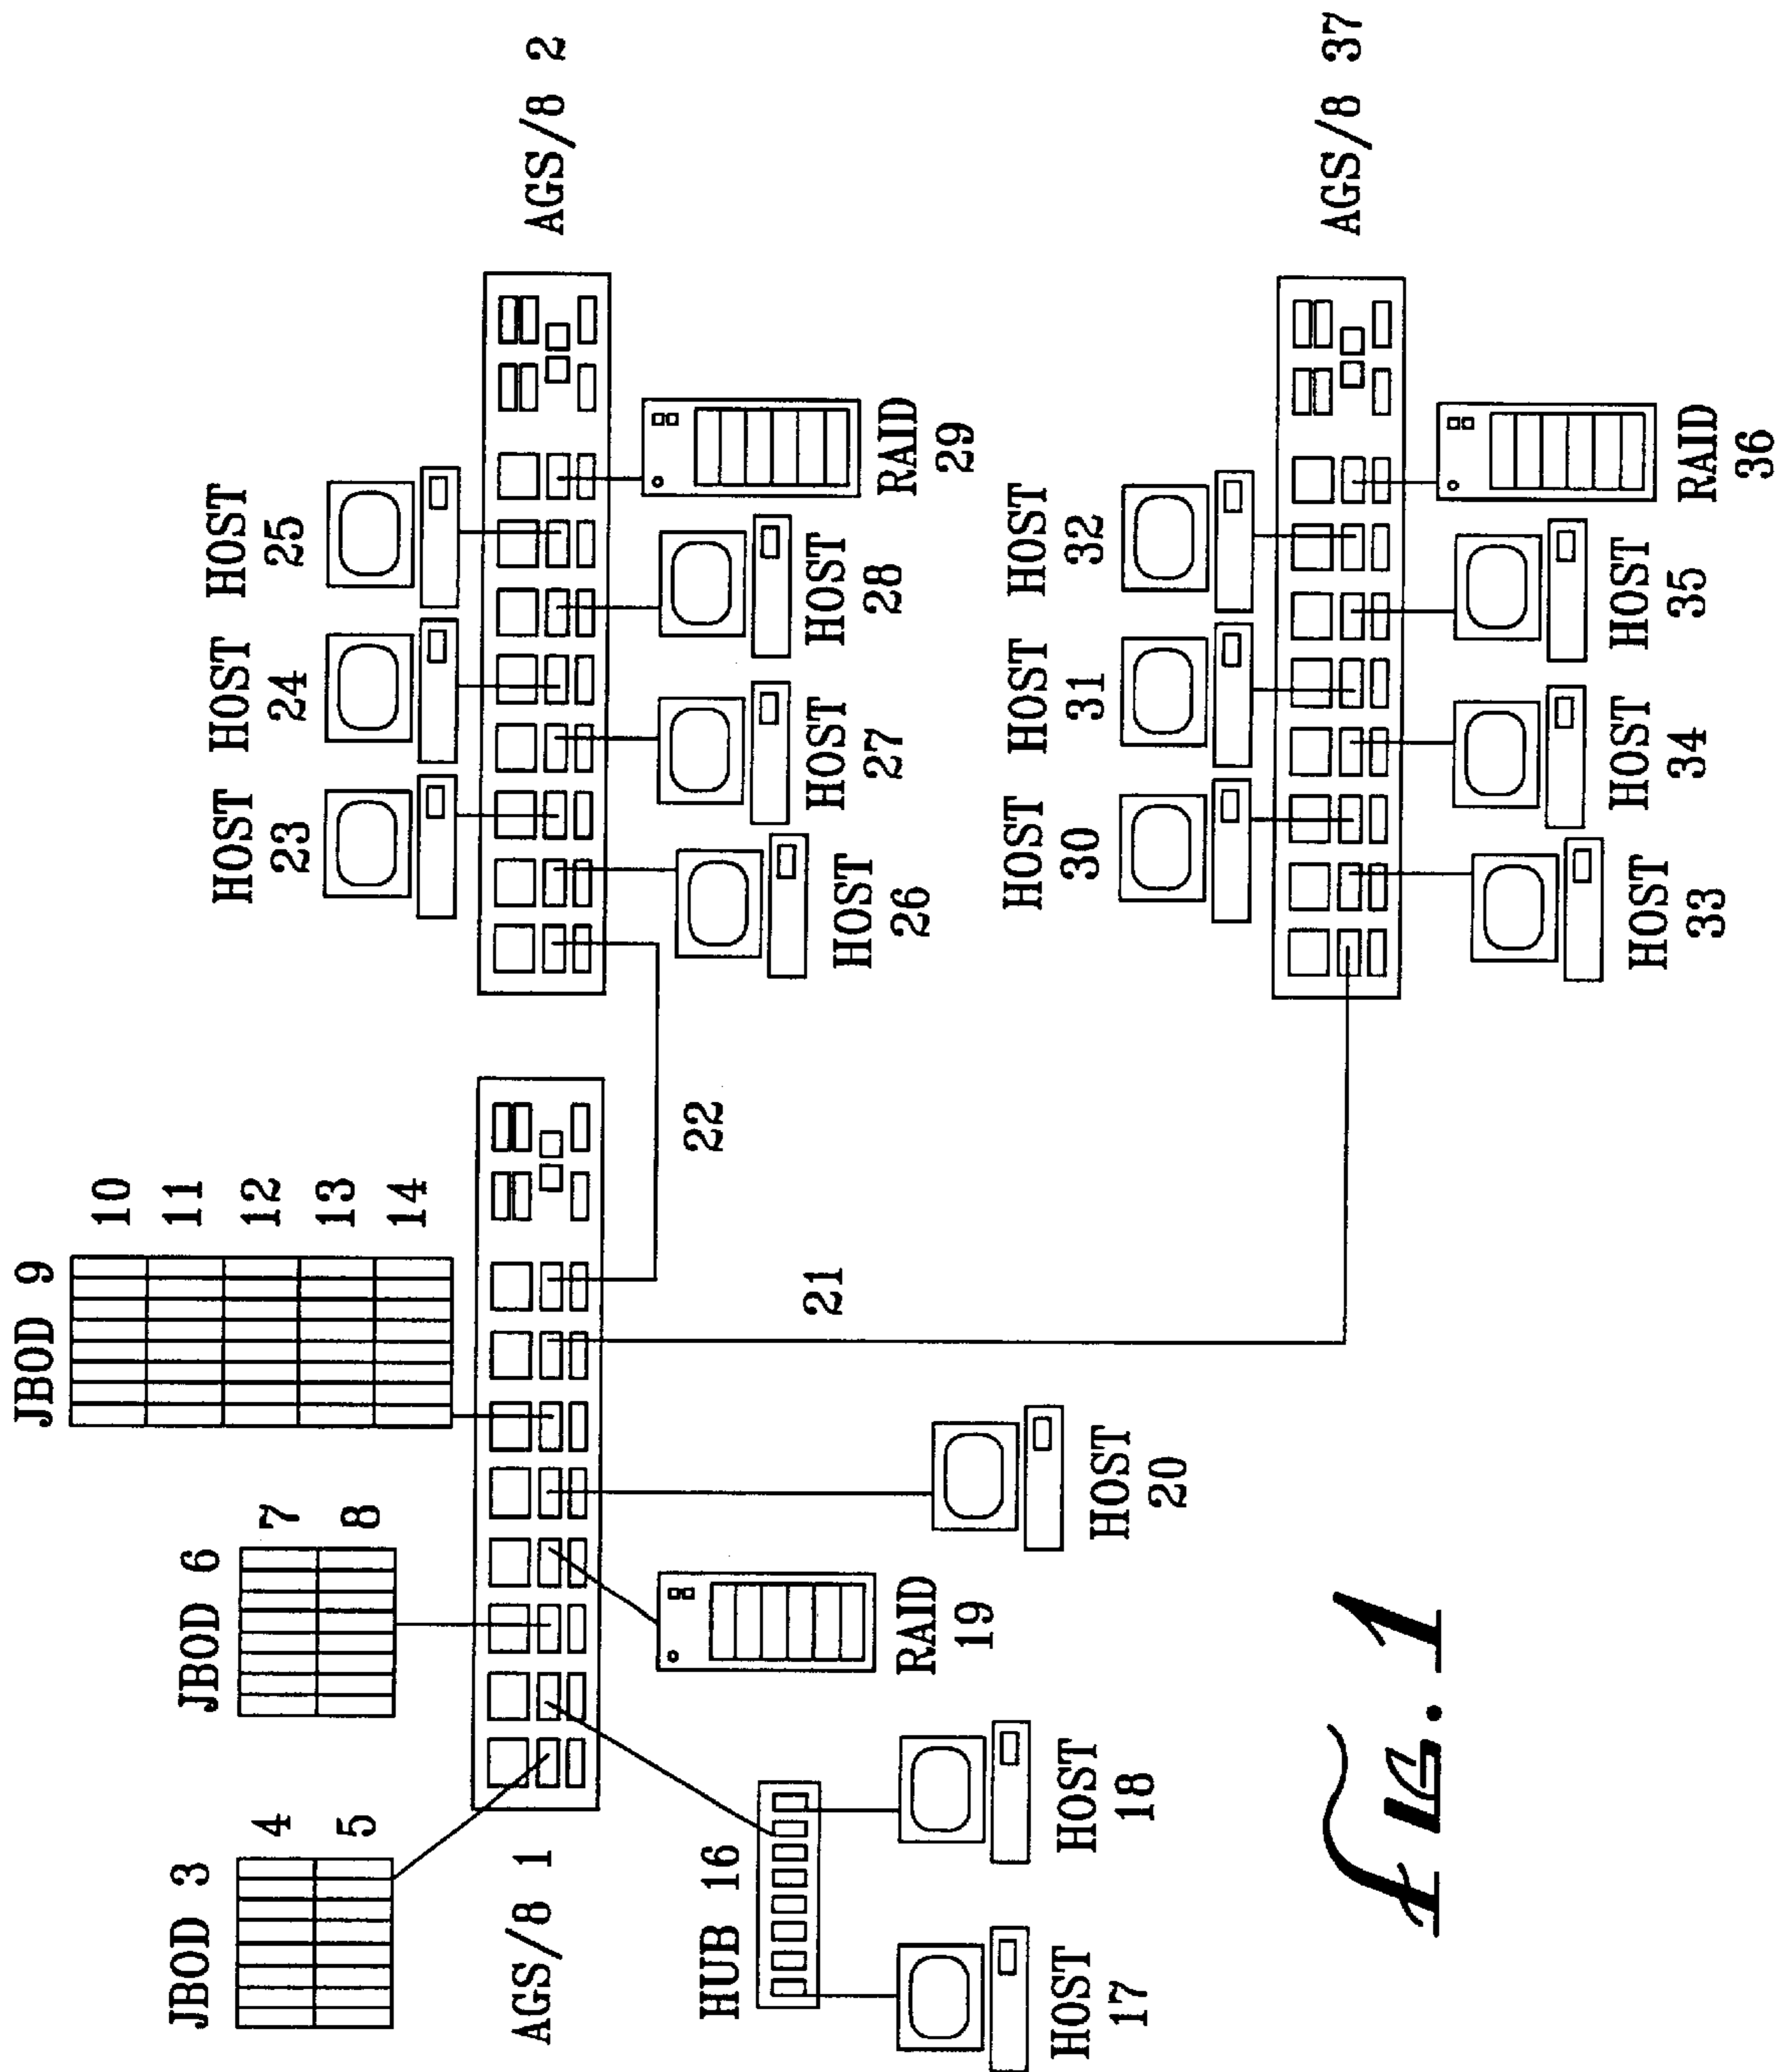 JBOD 3
4
5
JBOD 6
7
8
JBOD 9
10
11
12
13
14
AGS/8 1
HUB 16
HOST
17
HOST
18
RAID
19
HOST
20
21
22
HOST
23
HOST
24
HOST
25
AGS/8 2
HOST
26
HOST
27
HOST
28
RAID
29
HOST
30
HOST
31
HOST
32
AGS/8 37
HOST
33
HOST
34
HOST
35
RAID
36
FIG. 1